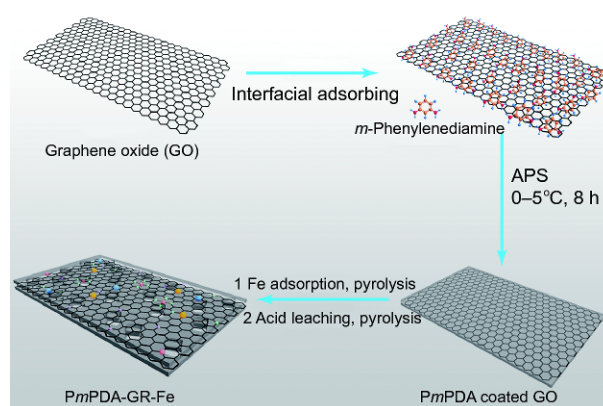 Graphene oxide (GO)
Interfacial adsorbing
m-Phenylenediamine
APS
0–5°C, 8 h
1 Fe adsorption, pyrolysis
2 Acid leaching, pyrolysis
PmPDA-GR-Fe
PmPDA coated GO